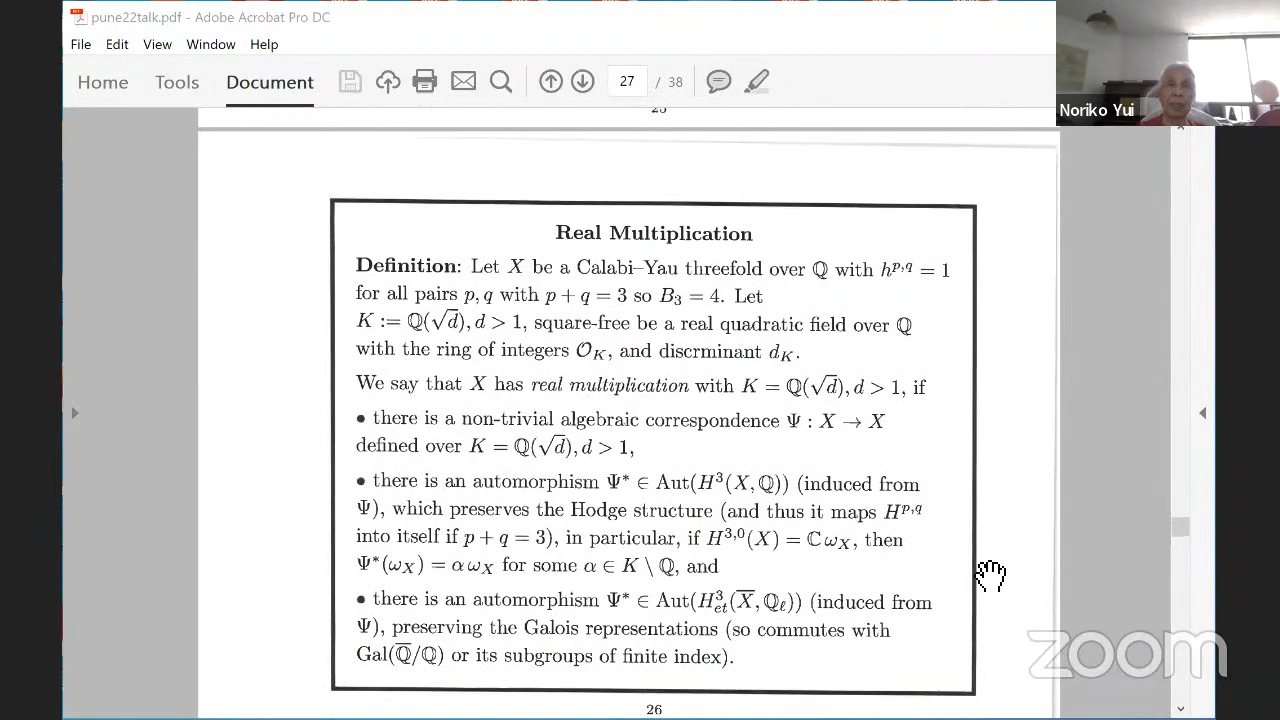 pune22talk.pdf - Adobe Acrobat Pro DC
File Edit View Window Help
Home Tools Document 27 / 38
Noriko Yui
25
Real Multiplication
Definition: Let X be a Calabi–Yau threefold over ℚ with h^{p,q} = 1
for all pairs p, q with p + q = 3 so B₃ = 4. Let
K := ℚ(√d), d > 1, square-free be a real quadratic field over ℚ
with the ring of integers 𝒪_K, and discrminant d_K.
We say that X has real multiplication with K = ℚ(√d), d > 1, if
• there is a non-trivial algebraic correspondence Ψ : X → X
defined over K = ℚ(√d), d > 1,
• there is an automorphism Ψ* ∈ Aut(H³(X, ℚ)) (induced from
Ψ), which preserves the Hodge structure (and thus it maps H^{p,q}
into itself if p + q = 3), in particular, if H^{3,0}(X) = ℂ ω_X, then
Ψ*(ω_X) = α ω_X for some α ∈ K \ ℚ, and
• there is an automorphism Ψ* ∈ Aut(H³_{et}(X̅, ℚ_ℓ)) (induced from
Ψ), preserving the Galois representations (so commutes with
Gal(ℚ̅/ℚ) or its subgroups of finite index).
26
zoom